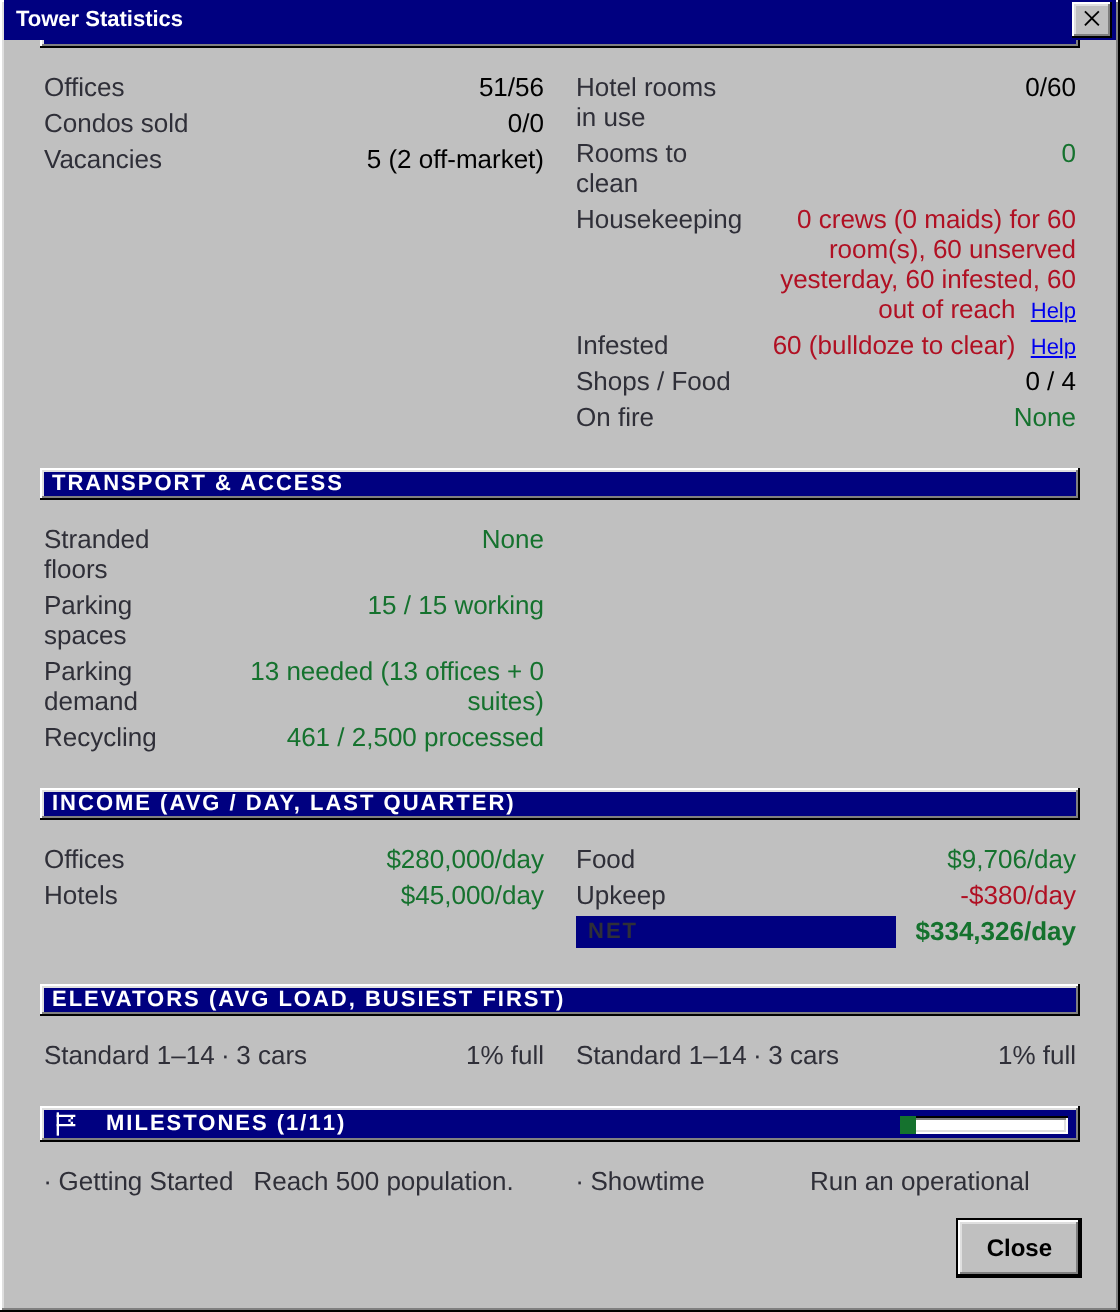 Tower Statistics
Offices 51/56
Condos sold 0/0
Vacancies 5 (2 off-market)
Hotel rooms
in use 0/60
Rooms to
clean 0
Housekeeping 0 crews (0 maids) for 60
room(s), 60 unserved
yesterday, 60 infested, 60
out of reach Help
Infested 60 (bulldoze to clear) Help
Shops / Food 0 / 4
On fire None
TRANSPORT & ACCESS
Stranded
floors None
Parking
spaces 15 / 15 working
Parking 13 needed (13 offices + 0
demand suites)
Recycling 461 / 2,500 processed
INCOME (AVG / DAY, LAST QUARTER)
Offices $280,000/day
Hotels $45,000/day
Food $9,706/day
Upkeep -$380/day
NET $334,326/day
ELEVATORS (AVG LOAD, BUSIEST FIRST)
Standard 1–14 · 3 cars 1% full
Standard 1–14 · 3 cars 1% full
MILESTONES (1/11)
· Getting Started Reach 500 population.
· Showtime Run an operational
Close